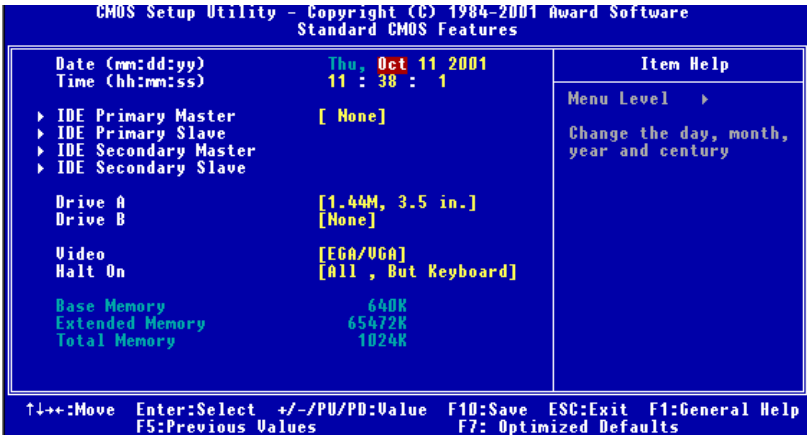 CMOS Setup Utility - Copyright (C) 1984-2001 Award Software
Standard CMOS Features
Date (mm:dd:yy) Thu, Oct 11 2001
Time (hh:mm:ss) 11 : 38 : 1
IDE Primary Master [ None]
IDE Primary Slave
IDE Secondary Master
IDE Secondary Slave
Drive A [1.44M, 3.5 in.]
Drive B [None]
Video [EGA/VGA]
Halt On [All , But Keyboard]
Base Memory 640K
Extended Memory 65472K
Total Memory 1024K
Item Help
Menu Level
Change the day, month,
year and century
↑↓→←:Move Enter:Select +/-/PU/PD:Value F10:Save ESC:Exit F1:General Help
F5:Previous Values F7: Optimized Defaults